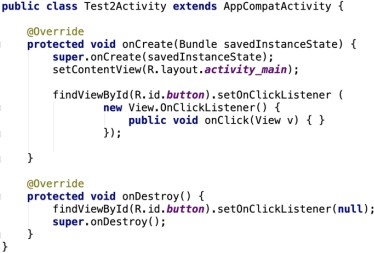 public class Test2Activity extends AppCompatActivity {
@Override
protected void onCreate(Bundle savedInstanceState) {
super.onCreate(savedInstanceState);
setContentView(R.layout.activity_main);
findViewById(R.id.button).setOnClickListener (
new View.OnClickListener() {
public void onClick(View v) { }
});
}
@Override
protected void onDestroy() {
findViewById(R.id.button).setOnClickListener(null);
super.onDestroy();
}
}